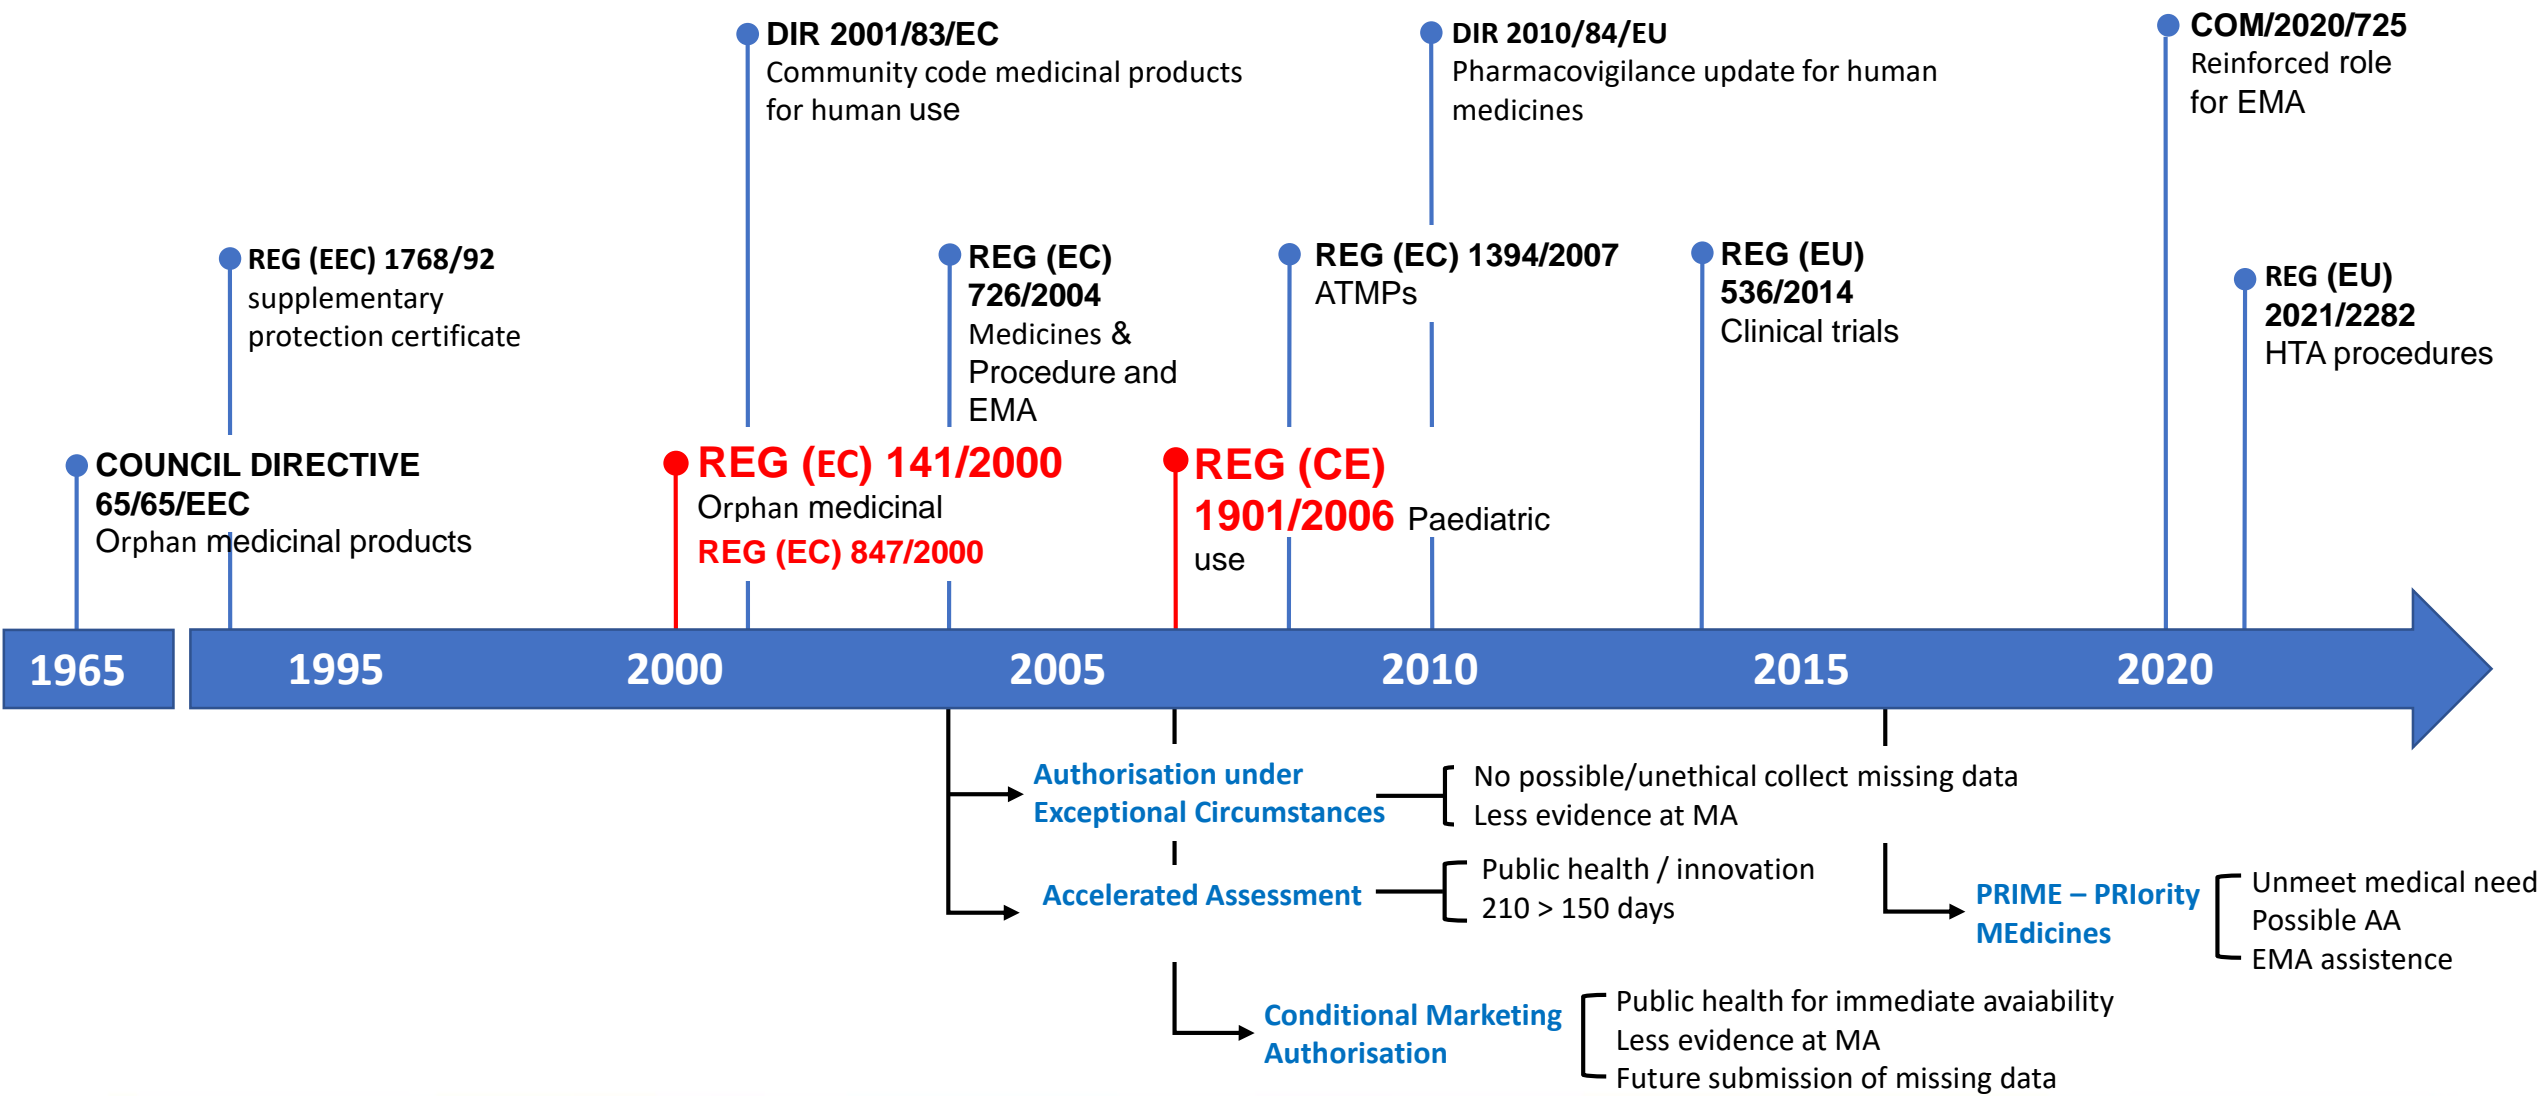 DIR 2001/83/EC
Community code medicinal products
for human use
DIR 2010/84/EU
Pharmacovigilance update for human
medicines
COM/2020/725
Reinforced role
for EMA
REG (EEC) 1768/92
supplementary
protection certificate
REG (EC)
726/2004
Medicines &
Procedure and
EMA
REG (EC) 1394/2007
ATMPs
REG (EU)
536/2014
Clinical trials
REG (EU)
2021/2282
HTA procedures
COUNCIL DIRECTIVE
65/65/EEC
Orphan medicinal products
REG (EC) 141/2000
Orphan medicinal
REG (EC) 847/2000
REG (CE)
1901/2006 Paediatric
use
1965
1995
2000
2005
2010
2015
2020
Authorisation under
Exceptional Circumstances
No possible/unethical collect missing data
Less evidence at MA
Accelerated Assessment
Public health / innovation
210 > 150 days
PRIME – PRIority
MEdicines
Unmeet medical need
Possible AA
EMA assistence
Conditional Marketing
Authorisation
Public health for immediate avaiability
Less evidence at MA
Future submission of missing data